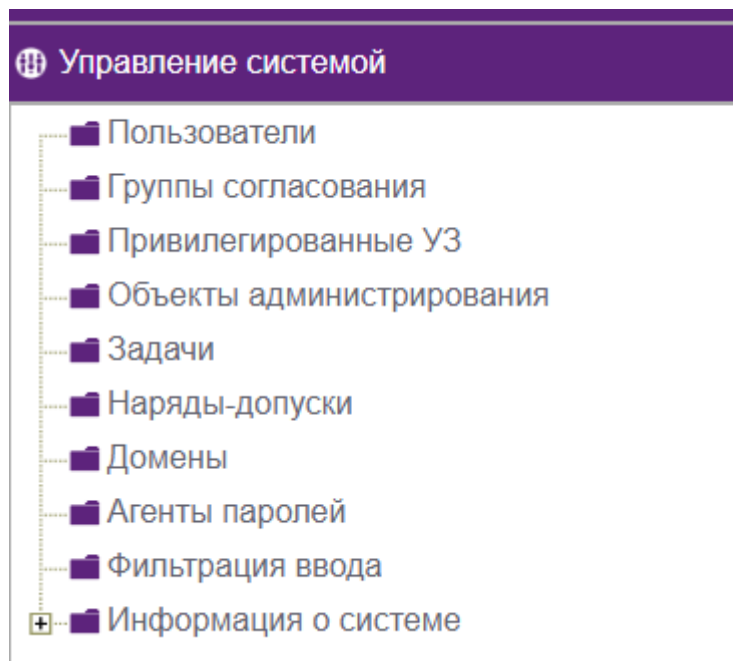 Управление системой
Пользователи
Группы согласования
Привилегированные УЗ
Объекты администрирования
Задачи
Наряды-допуски
Домены
Агенты паролей
Фильтрация ввода
Информация о системе